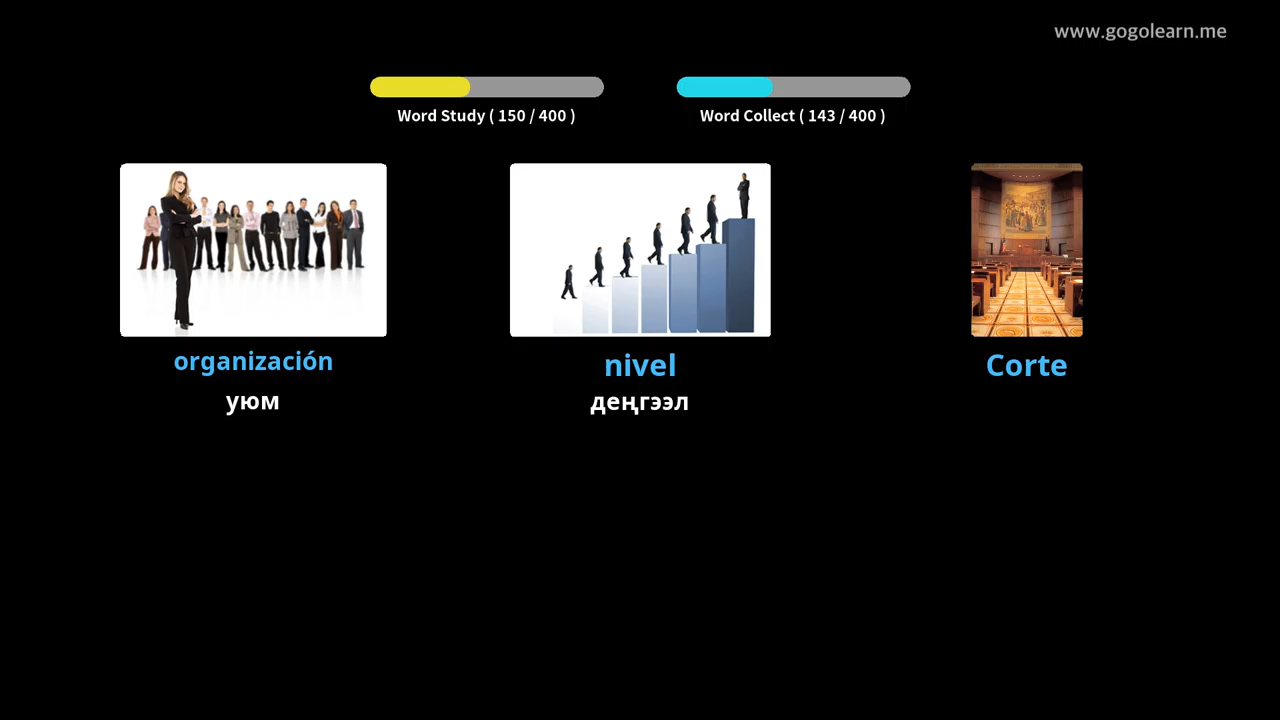 www.gogolearn.me
Word Study ( 150 / 400 )
Word Collect ( 143 / 400 )
organización
nivel
Corte
уюм
деңгээл